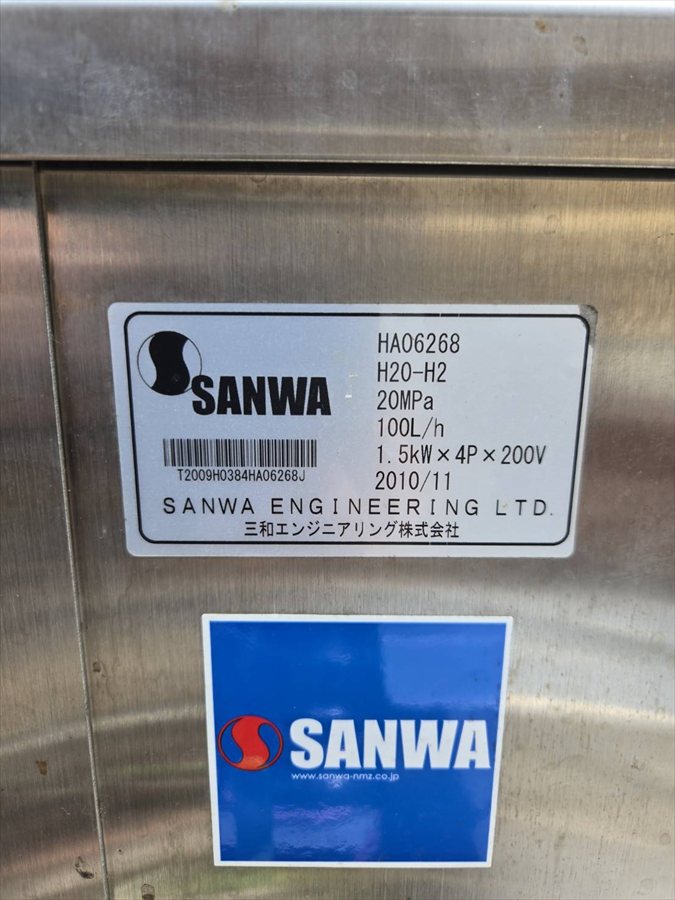 SANWA
HA06268
H20-H2
20MPa
100L/h
1.5kW×4P×200V
2010/11
T2009H0384HA06268J
SANWA ENGINEERING LTD.
三和エンジニアリング株式会社
SANWA
www.sanwa-nmz.co.jp